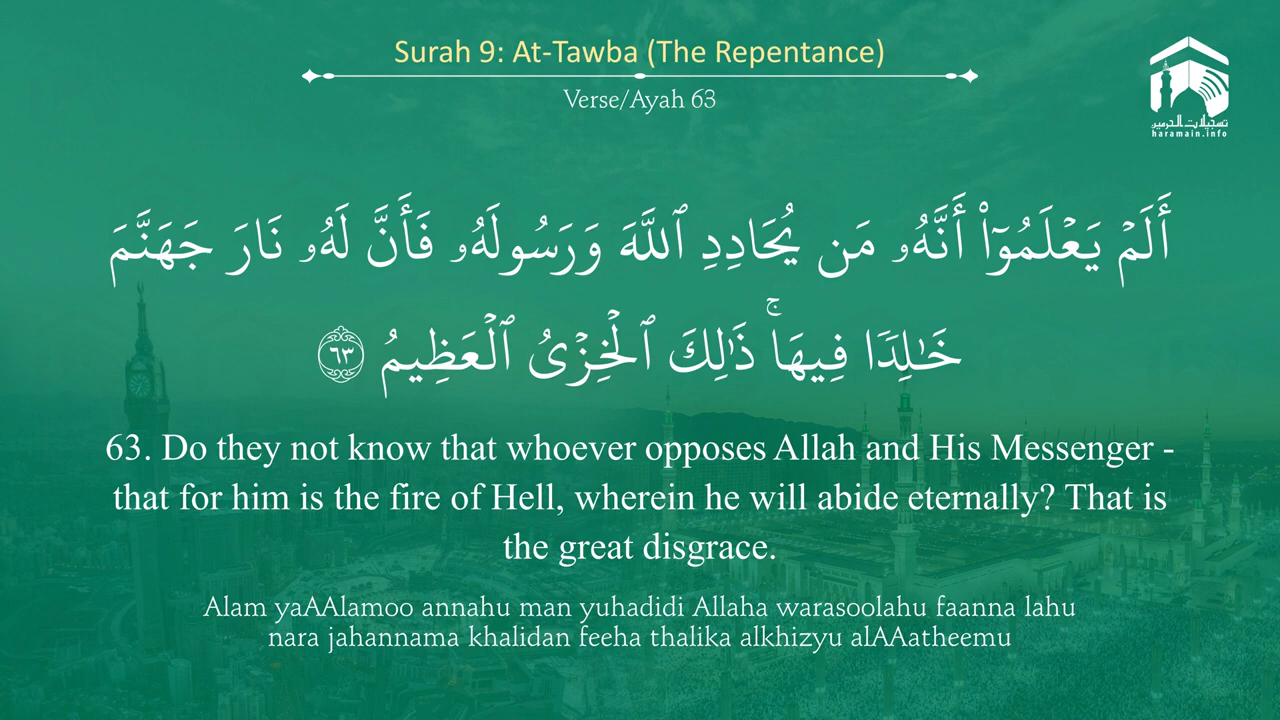 Surah 9: At-Tawba (The Repentance)
Verse/Ayah 63
تسجيلات الحرمين
haramain.info
أَلَمْ يَعْلَمُوٓا۟ أَنَّهُۥ مَن يُحَادِدِ ٱللَّهَ وَرَسُولَهُۥ فَأَنَّ لَهُۥ نَارَ جَهَنَّمَ
خَـٰلِدًا فِيهَا ۚ ذَٰلِكَ ٱلْخِزْىُ ٱلْعَظِيمُ ٦٣
63. Do they not know that whoever opposes Allah and His Messenger -
that for him is the fire of Hell, wherein he will abide eternally? That is
the great disgrace.
Alam yaAAlamoo annahu man yuhadidi Allaha warasoolahu faanna lahu
nara jahannama khalidan feeha thalika alkhizyu alAAatheemu